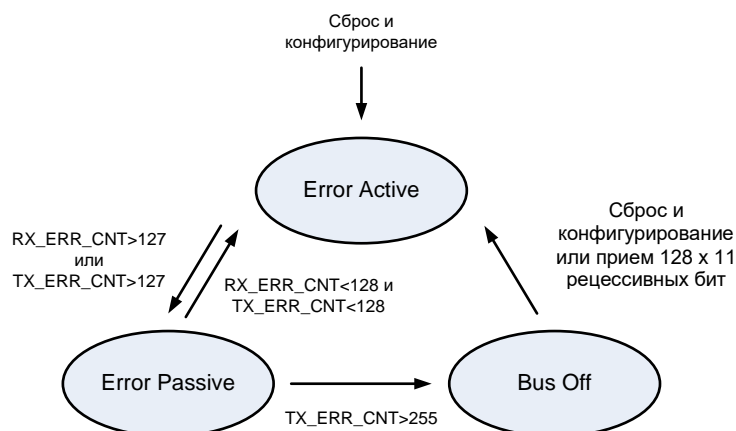 Сброс и
конфигурирование
Error Active
RX_ERR_CNT>127
или
TX_ERR_CNT>127
RX_ERR_CNT<128 и
TX_ERR_CNT<128
Сброс и
конфигурирование
или прием 128 x 11
рецессивных бит
Error Passive
TX_ERR_CNT>255
Bus Off